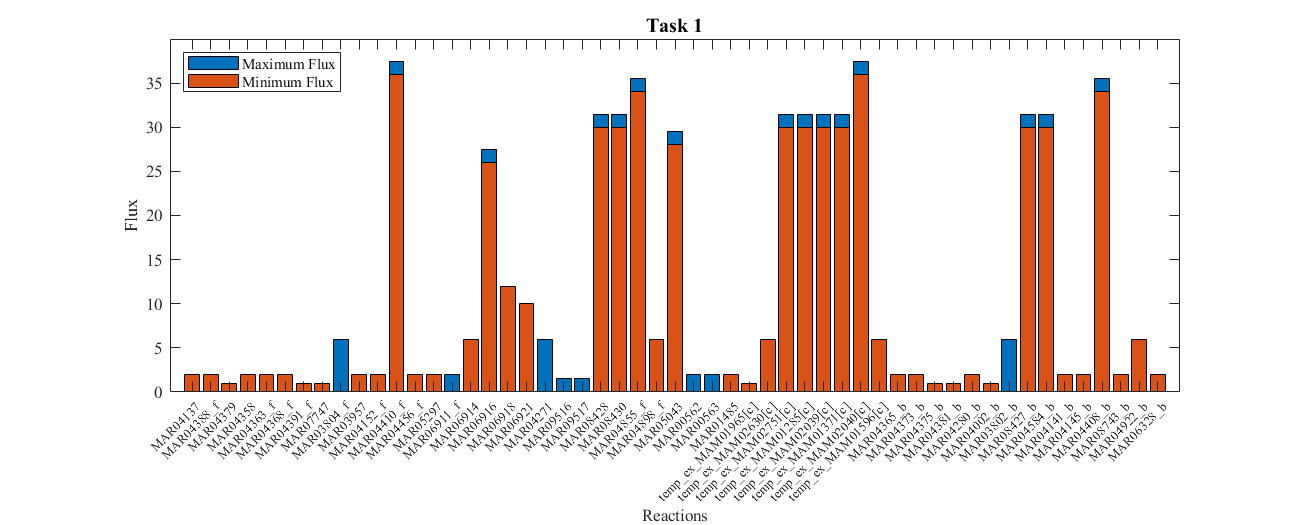 Task 1
Maximum Flux
Minimum Flux
Flux
35
30
25
20
15
10
5
0
MAR04137
MAR04388_f
MAR04379
MAR04358
MAR04363_f
MAR04368_f
MAR04391_f
MAR07747
MAR03804_f
MAR03957
MAR04152_f
MAR04410_f
MAR04456_f
MAR05297
MAR06911_f
MAR06914
MAR06916
MAR06918
MAR06921
MAR04271
MAR09516
MAR09517
MAR08428
MAR08430
MAR04855_f
MAR04898_f
MAR05043
MAR00562
MAR00563
MAR01485
temp_ex_MAM01965[c]
temp_ex_MAM02630[c]
temp_ex_MAM02751[c]
temp_ex_MAM01285[c]
temp_ex_MAM02039[c]
temp_ex_MAM01371[c]
temp_ex_MAM02040[c]
temp_ex_MAM01596[c]
MAR04365_b
MAR04373_b
MAR04375_b
MAR04381_b
MAR04280_b
MAR04002_b
MAR03802_b
MAR08427_b
MAR04584_b
MAR04141_b
MAR04145_b
MAR04408_b
MAR08743_b
MAR04922_b
MAR06328_b
Reactions